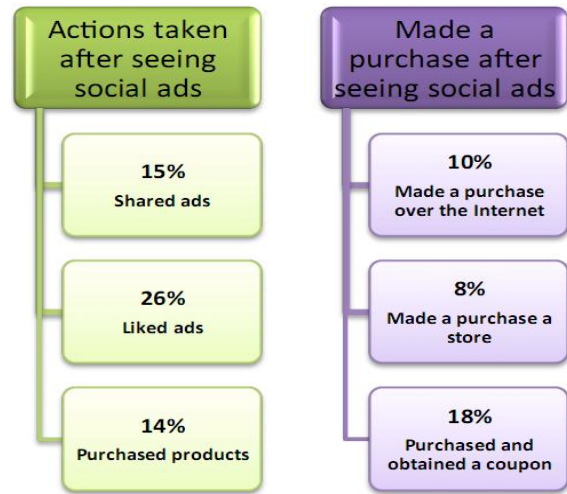 Actions taken
after seeing
social ads
15%
Shared ads
26%
Liked ads
14%
Purchased products
Made a
purchase after
seeing social ads
10%
Made a purchase
over the Internet
8%
Made a purchase a
store
18%
Purchased and
obtained a coupon